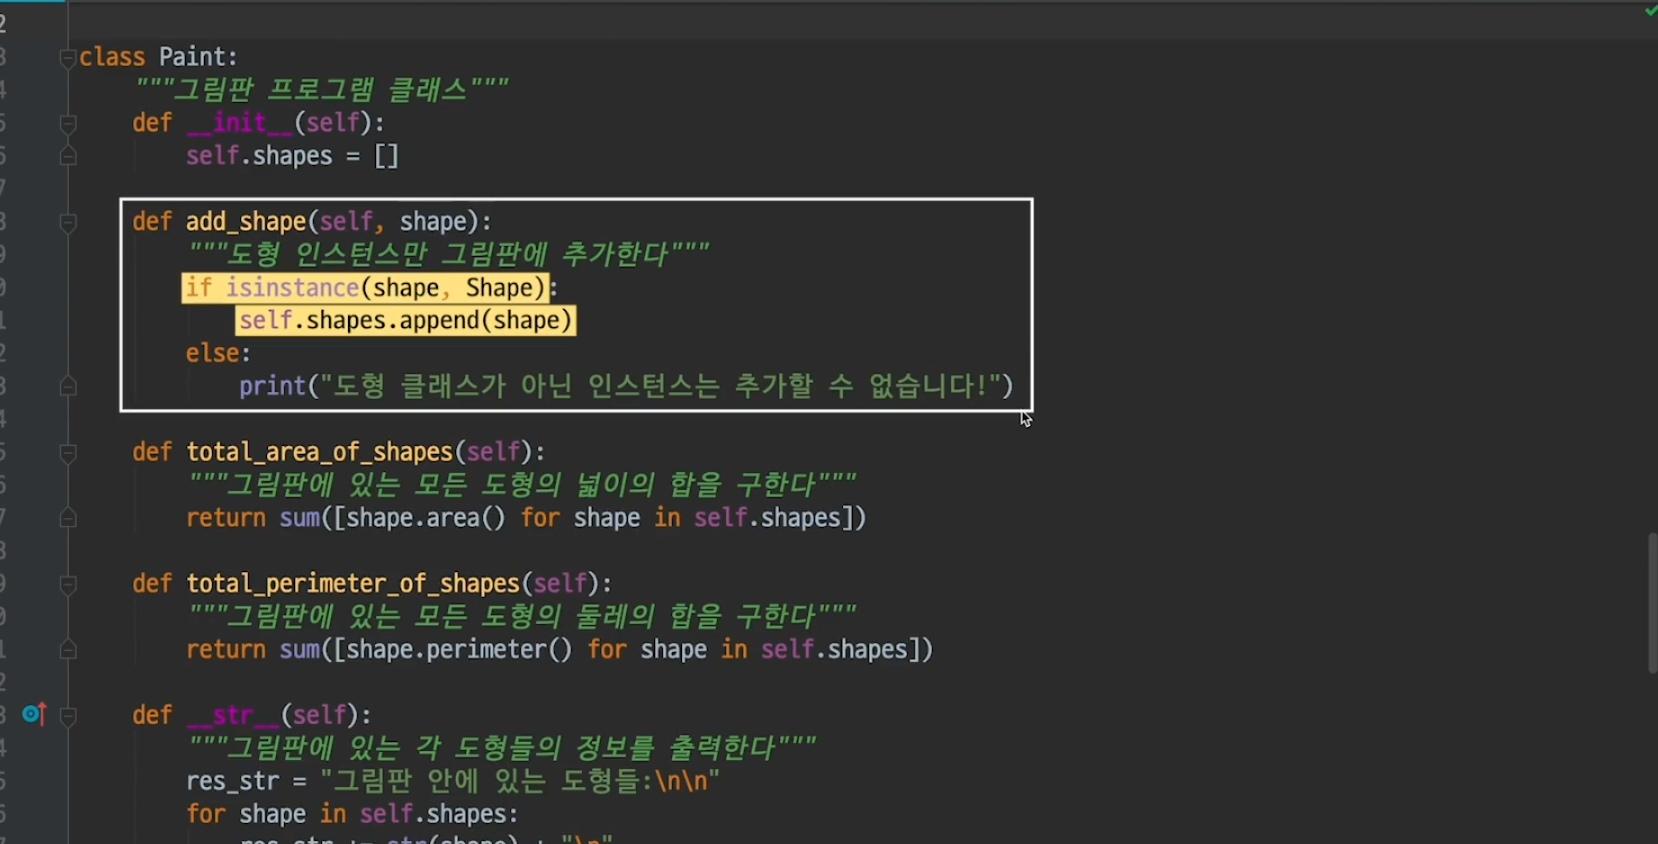 class Paint:
"""그림판 프로그램 클래스"""
def __init__(self):
self.shapes = []
def add_shape(self, shape):
"""도형 인스턴스만 그림판에 추가한다"""
if isinstance(shape, Shape):
self.shapes.append(shape)
else:
print("도형 클래스가 아닌 인스턴스는 추가할 수 없습니다!")
def total_area_of_shapes(self):
"""그림판에 있는 모든 도형의 넓이의 합을 구한다"""
return sum([shape.area() for shape in self.shapes])
def total_perimeter_of_shapes(self):
"""그림판에 있는 모든 도형의 둘레의 합을 구한다"""
return sum([shape.perimeter() for shape in self.shapes])
def __str__(self):
"""그림판에 있는 각 도형들의 정보를 출력한다"""
res_str = "그림판 안에 있는 도형들:\n\n"
for shape in self.shapes:
res_str += str(shape) + "\n"